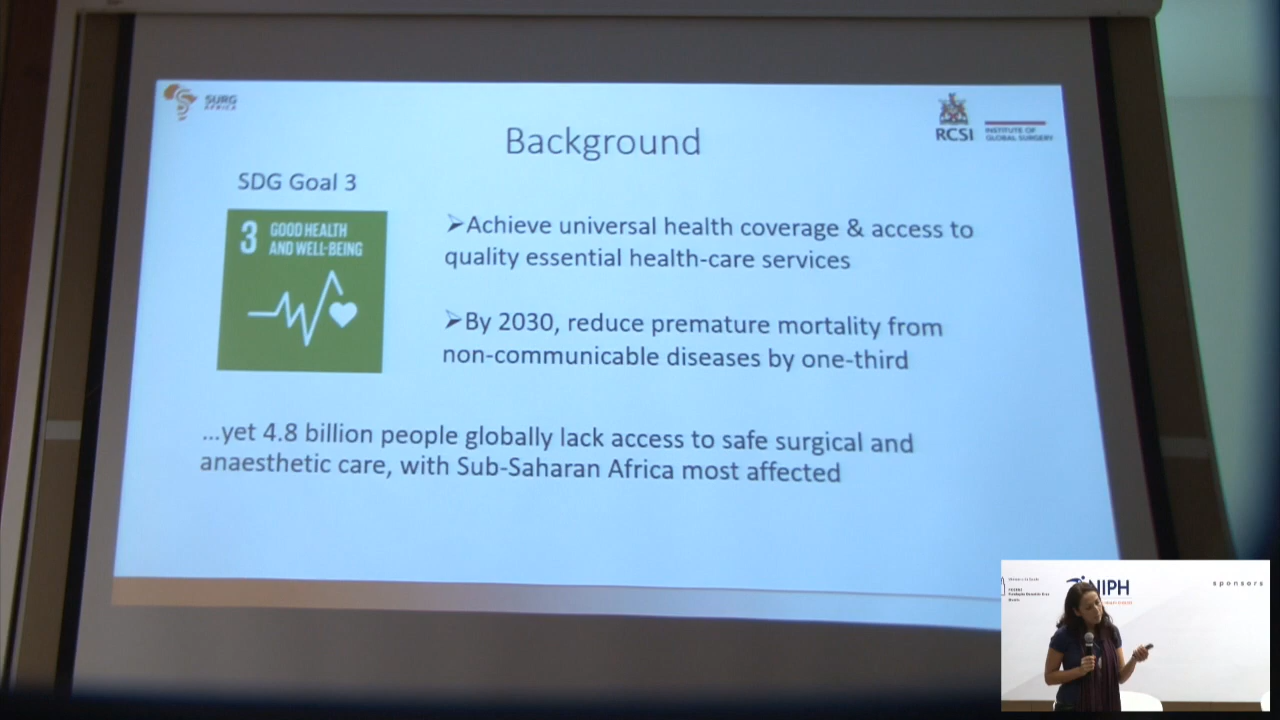 SURG
AFRICA
Background
RCSI
INSTITUTE OF
GLOBAL SURGERY
SDG Goal 3
3 GOOD HEALTH
AND WELL-BEING
➢Achieve universal health coverage & access to
quality essential health-care services
➢By 2030, reduce premature mortality from
non-communicable diseases by one-third
...yet 4.8 billion people globally lack access to safe surgical and
anaesthetic care, with Sub-Saharan Africa most affected
NIPH
sponsors